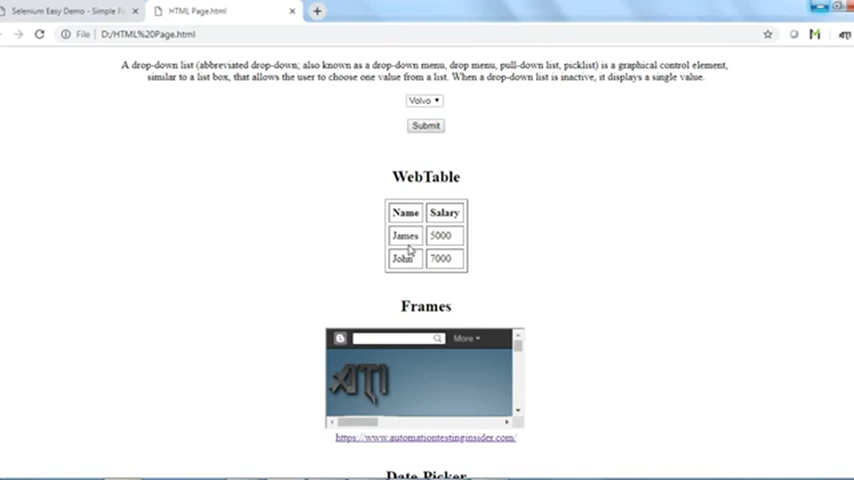 Selenium Easy Demo - Simple F
HTML Page.html
File | D:/HTML%20Page.html
A drop-down list (abbreviated drop-down; also known as a drop-down menu, drop menu, pull-down list, picklist) is a graphical control element,
similar to a list box, that allows the user to choose one value from a list. When a drop-down list is inactive, it displays a single value.
Volvo
Submit
WebTable
Name Salary
James 5000
John 7000
Frames
More
ATI
https://www.automationtestinginsider.com/
Date Picker